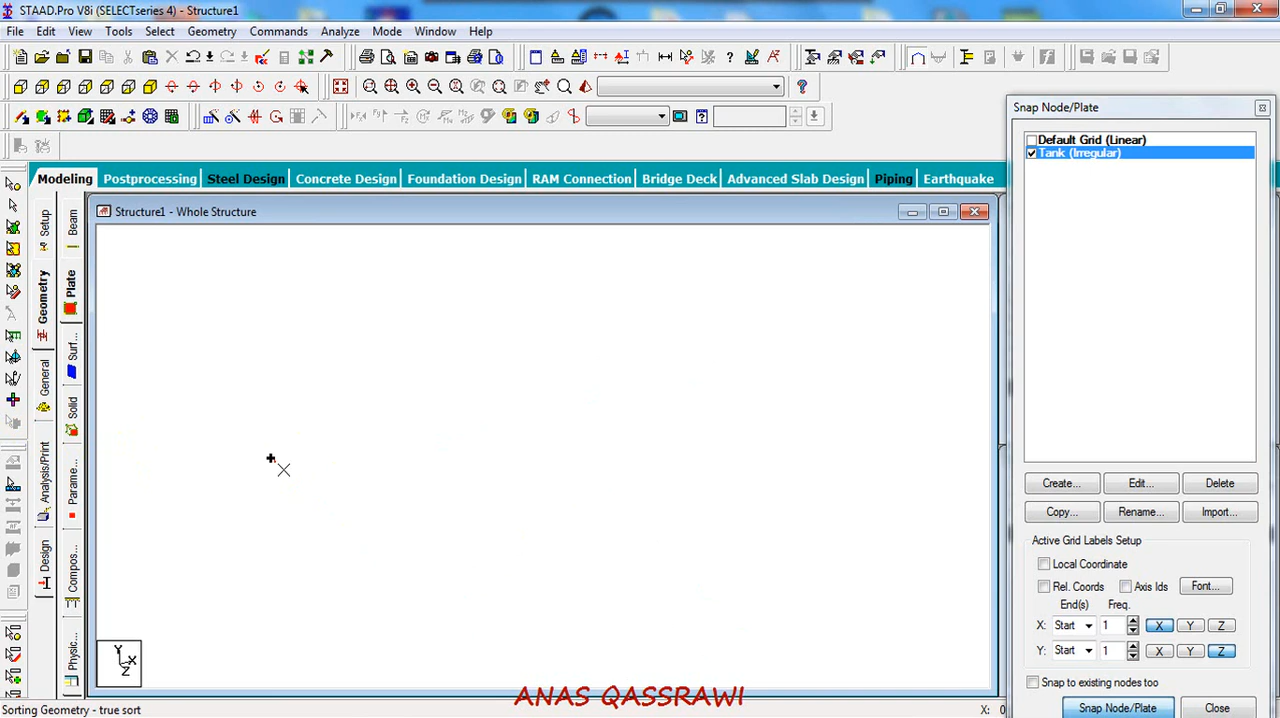 STAAD.Pro V8i (SELECTseries 4) - Structure1
File Edit View Tools Select Geometry Commands Analyze Mode Window Help
Modeling Postprocessing Steel Design Concrete Design Foundation Design RAM Connection Bridge Deck Advanced Slab Design Piping Earthquake
Structure1 - Whole Structure
Setup
Geometry
General
Analysis/Print
Design
Beam
Plate
Surf...
Solid
Parame...
Compos...
Physic...
Y
X
Z
Snap Node/Plate
Default Grid (Linear)
Tank (Irregular)
Create... Edit... Delete
Copy... Rename... Import...
Active Grid Labels Setup
Local Coordinate
Rel. Coords Axis Ids Font...
End(s) Freq.
X: Start 1 X Y Z
Y: Start 1 X Y Z
Snap to existing nodes too
Snap Node/Plate Close
ANAS QASSRAWI
Sorting Geometry - true sort X: 0